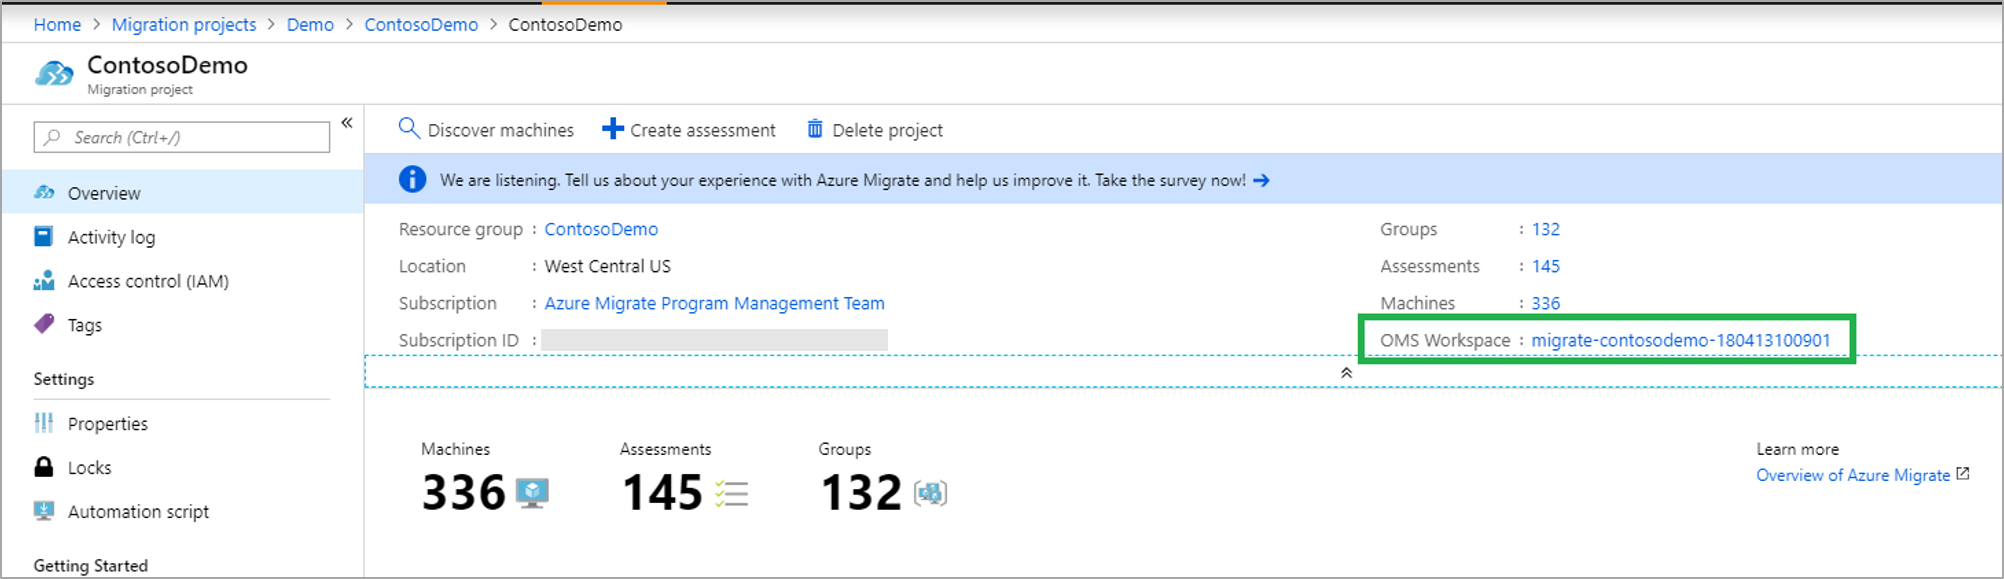 Home > Migration projects > Demo > ContosoDemo > ContosoDemo
ContosoDemo
Migration project
Search (Ctrl+/)
«
Overview
Activity log
Access control (IAM)
Tags
Settings
Properties
Locks
Automation script
Getting Started
Discover machines
Create assessment
Delete project
We are listening. Tell us about your experience with Azure Migrate and help us improve it. Take the survey now! →
Resource group : ContosoDemo
Location : West Central US
Subscription : Azure Migrate Program Management Team
Subscription ID :
Groups : 132
Assessments : 145
Machines : 336
OMS Workspace : migrate-contosodemo-180413100901
Machines
336
Assessments
145
Groups
132
Learn more
Overview of Azure Migrate